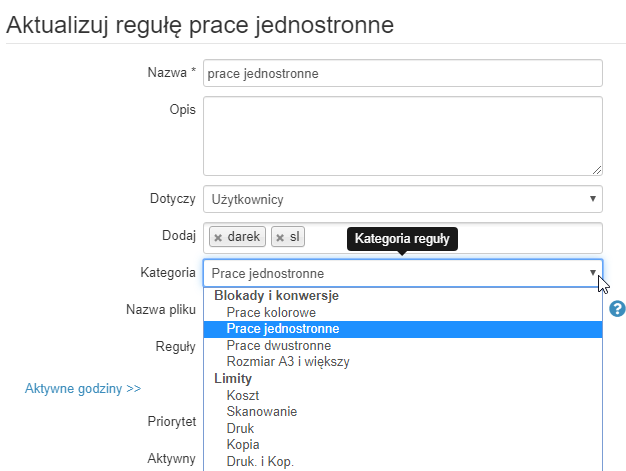 Aktualizuj regułę prace jednostronne
Nazwa * prace jednostronne
Opis
Dotyczy Użytkownicy
Dodaj × darek × sl
Kategoria reguły
Kategoria Prace jednostronne
Blokady i konwersje
Nazwa pliku Prace kolorowe ?
Prace jednostronne
Reguły Prace dwustronne
Rozmiar A3 i większy
Limity
Aktywne godziny >> Koszt
Skanowanie
Priorytet Druk
Kopia
Aktywny Druk. i Kop.